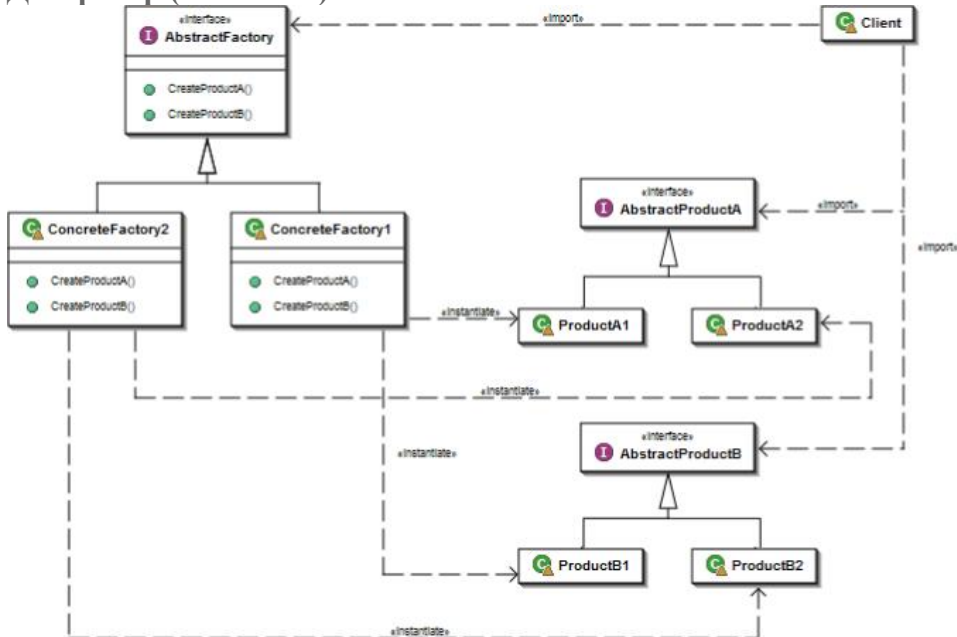 «Interface»
I AbstractFactory
CreateProductA()
CreateProductB()
«Import»
C Client
C ConcreteFactory2
CreateProductA()
CreateProductB()
C ConcreteFactory1
CreateProductA()
CreateProductB()
«Interface»
I AbstractProductA
«Import»
«Import»
«Instantiate»
C ProductA1
C ProductA2
«Instantiate»
«Interface»
I AbstractProductB
«Instantiate»
C ProductB1
C ProductB2
«Instantiate»